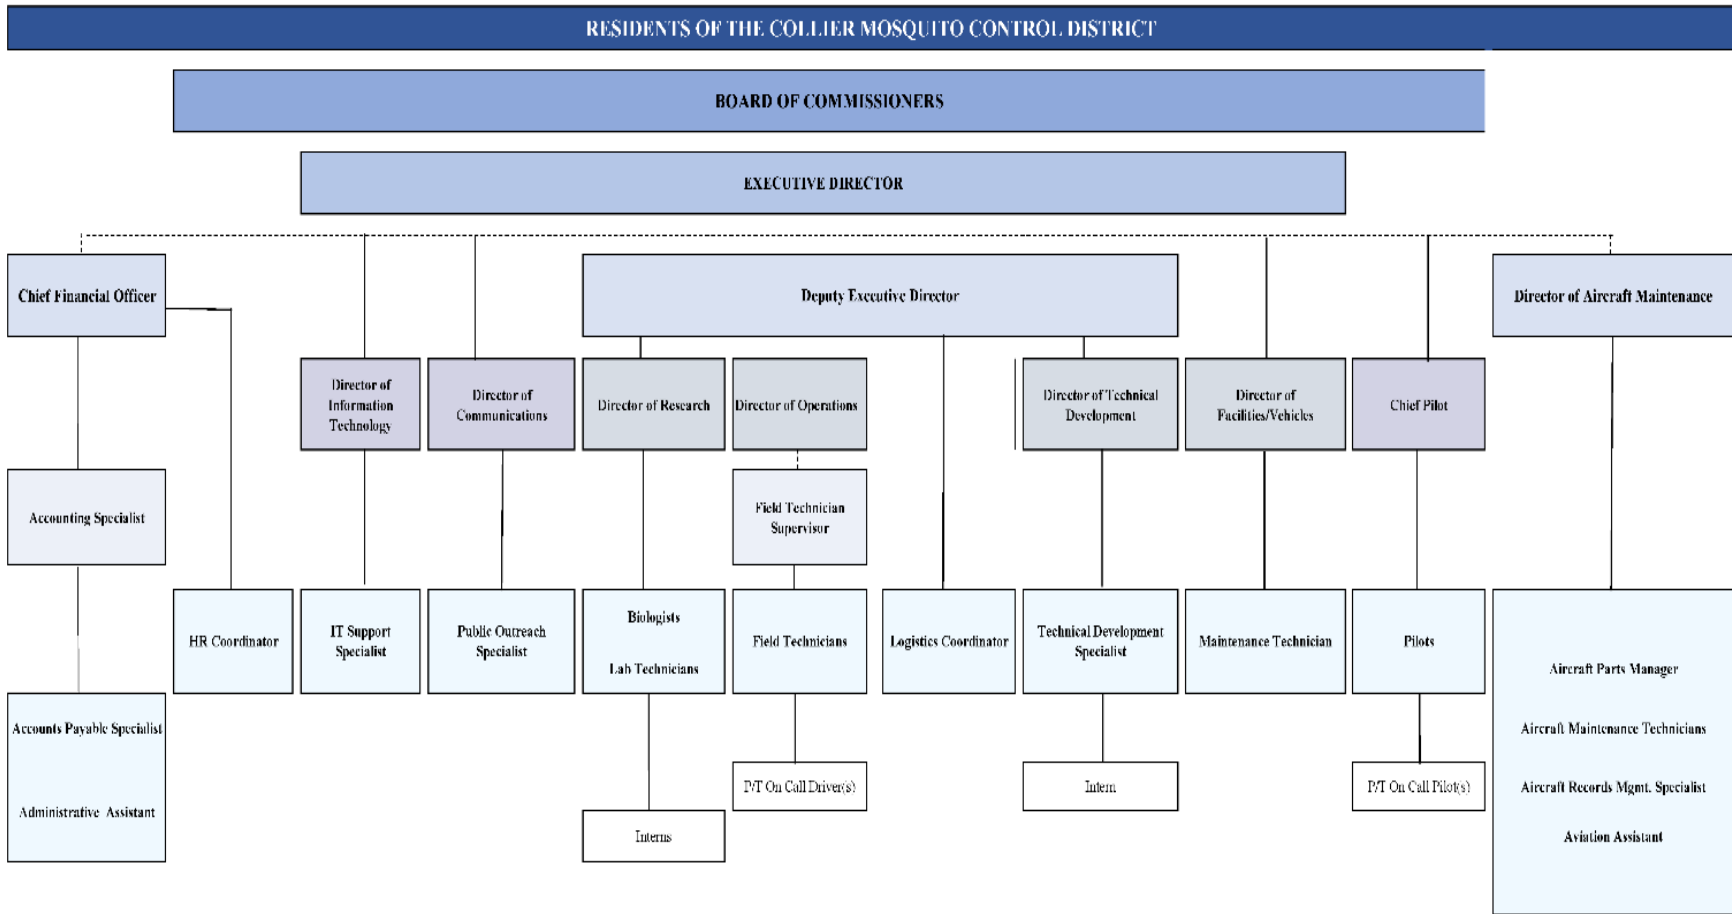 RESIDENTS OF THE COLLIER MOSQUITO CONTROL DISTRICT
BOARD OF COMMISSIONERS
EXECUTIVE DIRECTOR
Chief Financial Officer
Deputy Executive Director
Director of Aircraft Maintenance
Director of
Information
Technology
Director of
Communications
Director of Research
Director of Operations
Director of Technical
Development
Director of
Facilities/Vehicles
Chief Pilot
Accounting Specialist
Field Technician
Supervisor
HR Coordinator
IT Support
Specialist
Public Outreach
Specialist
Biologists
Lab Technicians
Field Technicians
Logistics Coordinator
Technical Development
Specialist
Maintenance Technician
Pilots
Aircraft Parts Manager
Aircraft Maintenance Technicians
Aircraft Records Mgmt. Specialist
Aviation Assistant
Accounts Payable Specialist
Administrative Assistant
P/T On Call Driver(s)
Intern
P/T On Call Pilot(s)
Interns